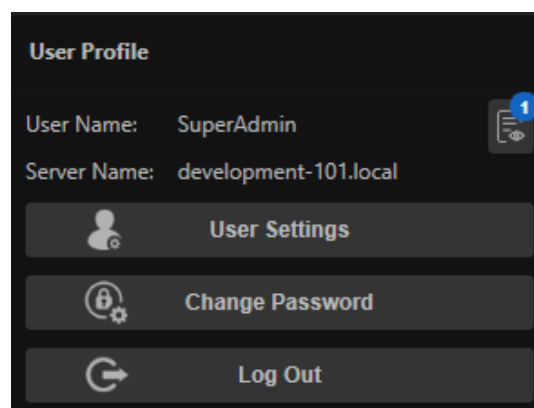 User Profile
1
User Name: SuperAdmin
Server Name: development-101.local
User Settings
Change Password
Log Out